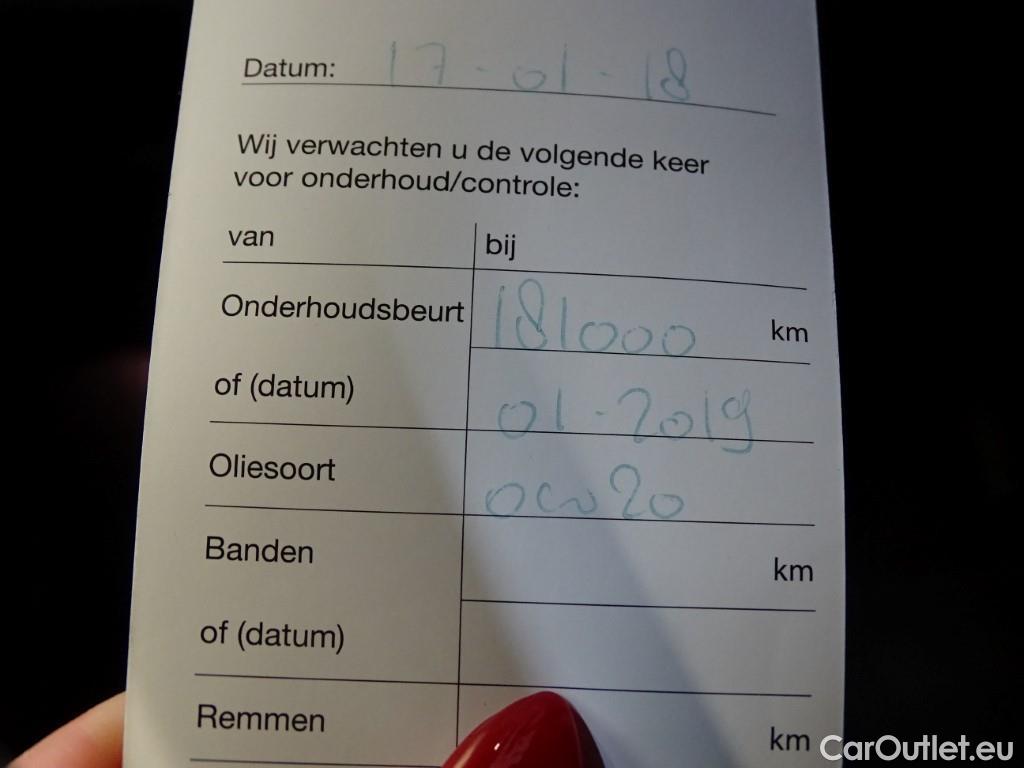 Datum: 17-01-18
Wij verwachten u de volgende keer
voor onderhoud/controle:
van bij
Onderhoudsbeurt 181000 km
of (datum) 01-2019
Oliesoort 0w20
Banden km
of (datum)
Remmen km
CarOutlet.eu